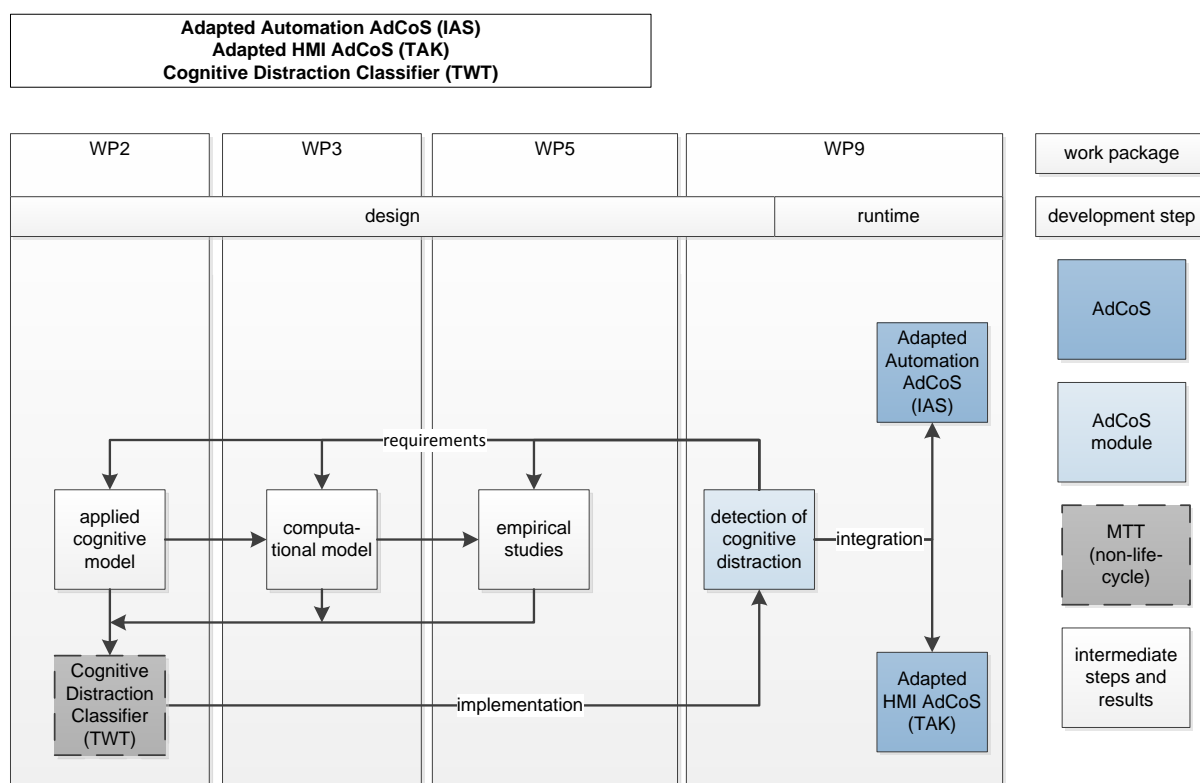 Adapted Automation AdCoS (IAS)
Adapted HMI AdCoS (TAK)
Cognitive Distraction Classifier (TWT)
WP2
WP3
WP5
WP9
work package
design
runtime
development step
AdCoS
Adapted
Automation
AdCoS
(IAS)
AdCoS
module
requirements
applied
cognitive
model
computa-
tional model
empirical
studies
detection of
cognitive
distraction
integration
MTT
(non-life-
cycle)
Cognitive
Distraction
Classifier
(TWT)
implementation
Adapted
HMI AdCoS
(TAK)
intermediate
steps and
results